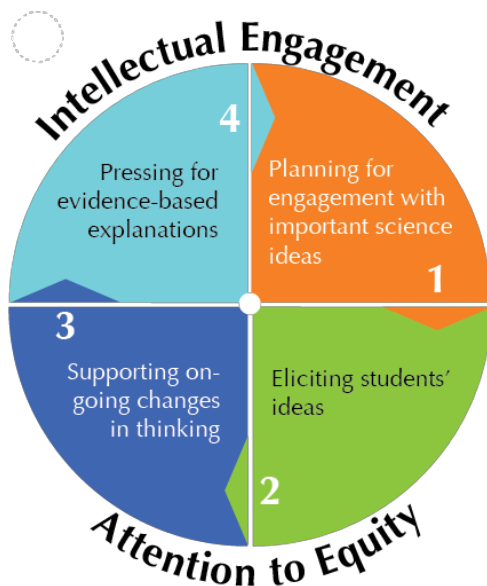 Intellectual Engagement
4
Pressing for
evidence-based
explanations
Planning for
engagement with
important science
ideas
1
3
Supporting on-
going changes
in thinking
Eliciting students’
ideas
2
Attention to Equity